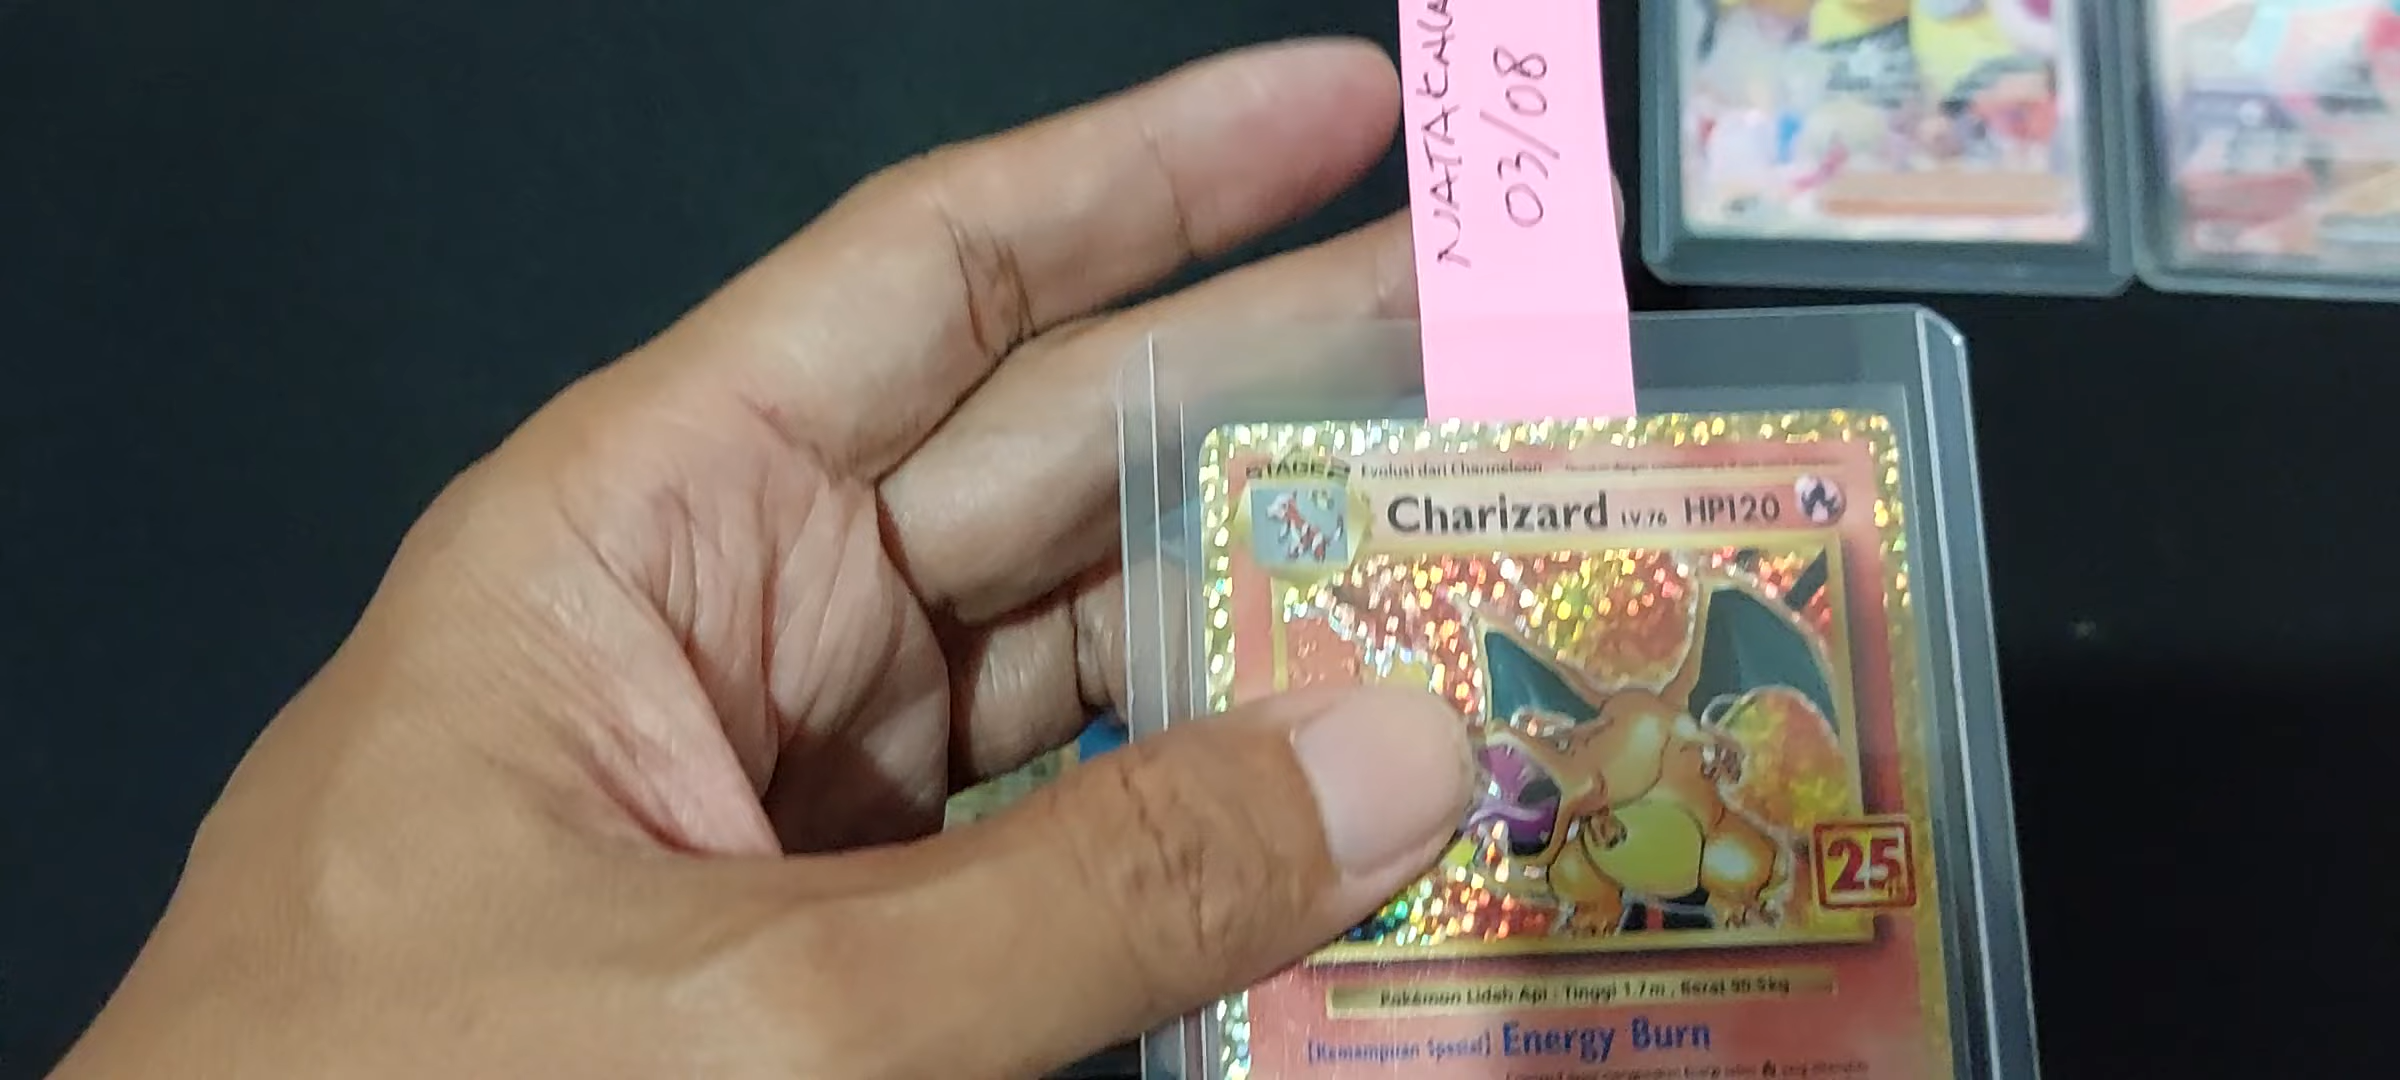 03/08
STAGE 2 Evolusi dari Charmeleon
Charizard LV.76 HP120
25
Pokémon Lidah Api . Tinggi 1.7 m , Berat 90.5kg
[Kemampuan Spesial] Energy Burn